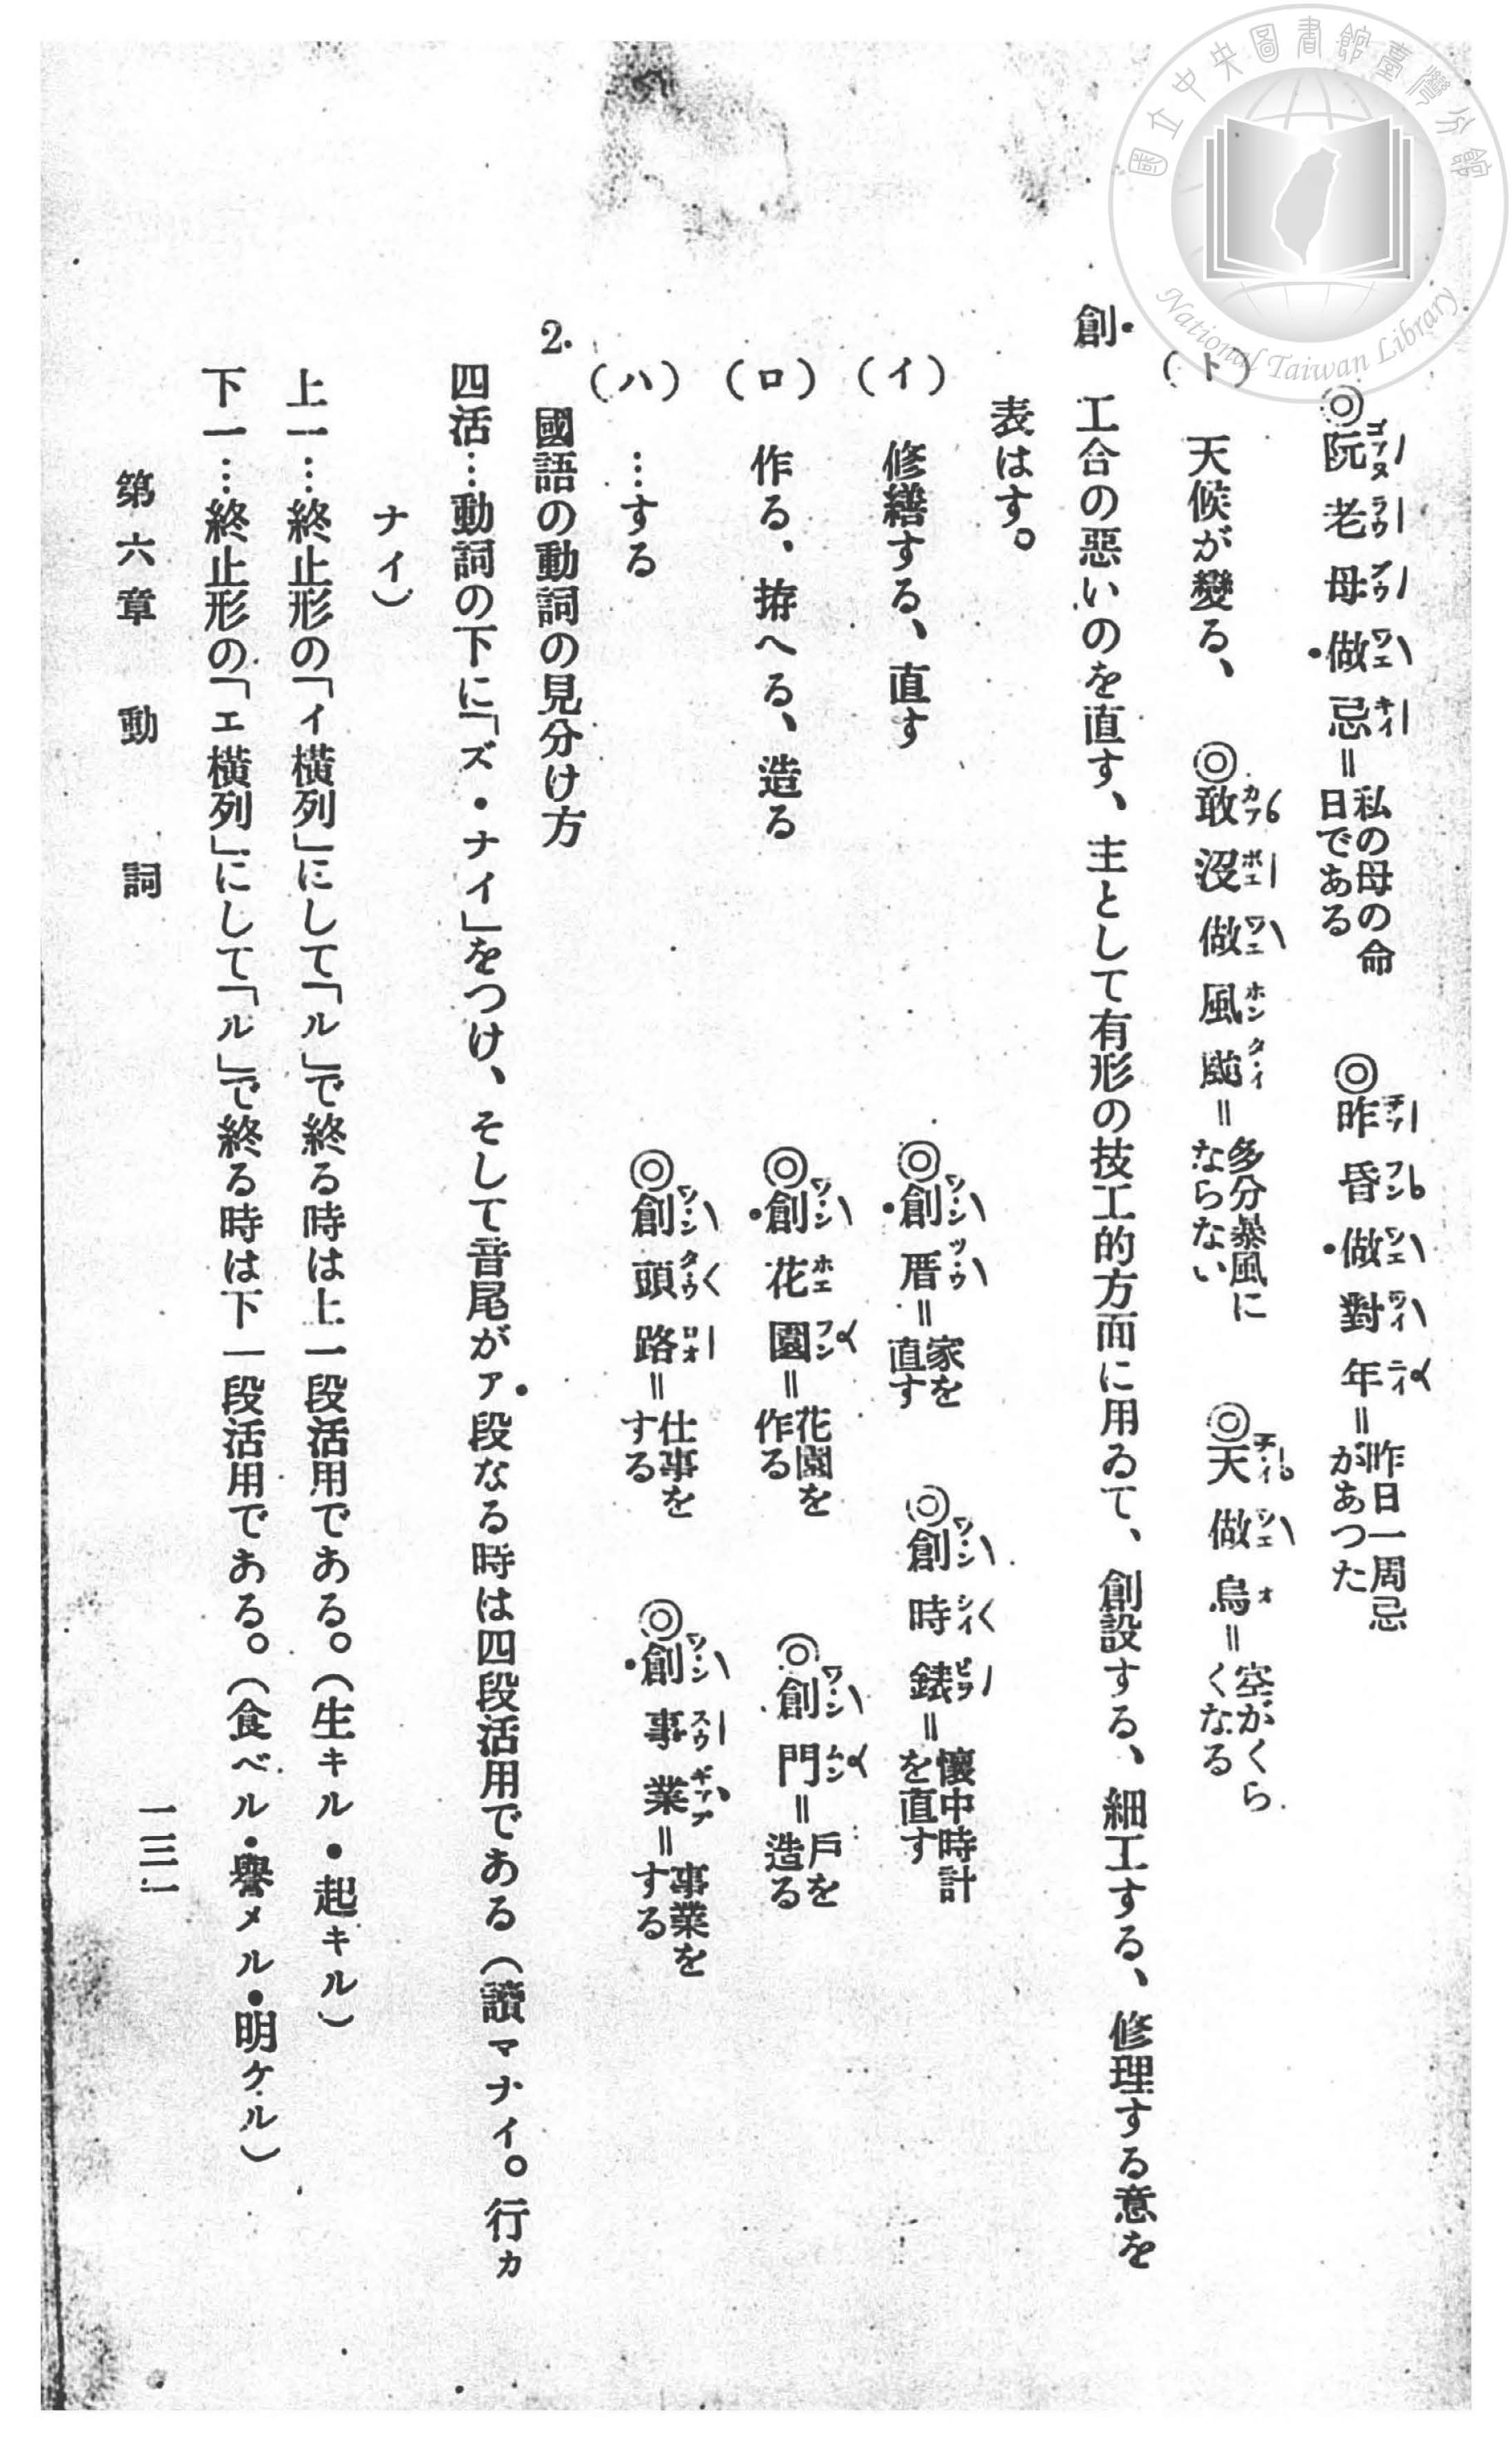 ◎阮老母做忌＝私の母の命日である　◎昨昏做對年＝昨日一周忌があつた
（ト）　天候が變る、　◎敢沒做風颱＝多分暴風にならない　◎天做烏＝空がくらくなる
創　工合の惡いのを直す、主として有形の技工的方面に用ゐて、創設する、細工する、修理する意を
表はす。
（イ）　修繕する、直す　◎創厝＝家を直す　◎創時錶＝懷中時計を直す
（ロ）　作る、拵へる、造る　◎創花園＝花園を作る　◎創門＝戶を造る
（ハ）　…する　◎創頭路＝仕事をする　◎創事業＝事業をする
2.　國語の動詞の見分け方
四活…動詞の下に「ズ・ナイ」をつけ、そして音尾がア段なる時は四段活用である（讀マナイ。行カ
ナイ）
上一…終止形の「イ橫列」にして「ル」で終る時は上一段活用である。（生キル・起キル）
下一…終止形の「エ橫列」にして「ル」で終る時は下一段活用である。（食ベル・譽メル・明ケル）
第六章　動　詞
一三一
國立中央圖書館臺灣分館
National Taiwan Library